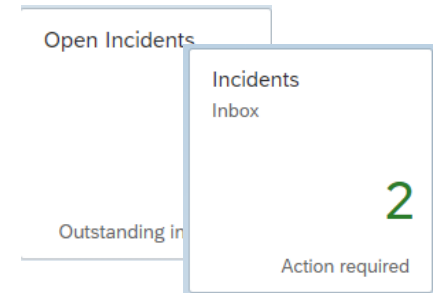 Open Incidents
Outstanding in
Incidents
Inbox
2
Action required